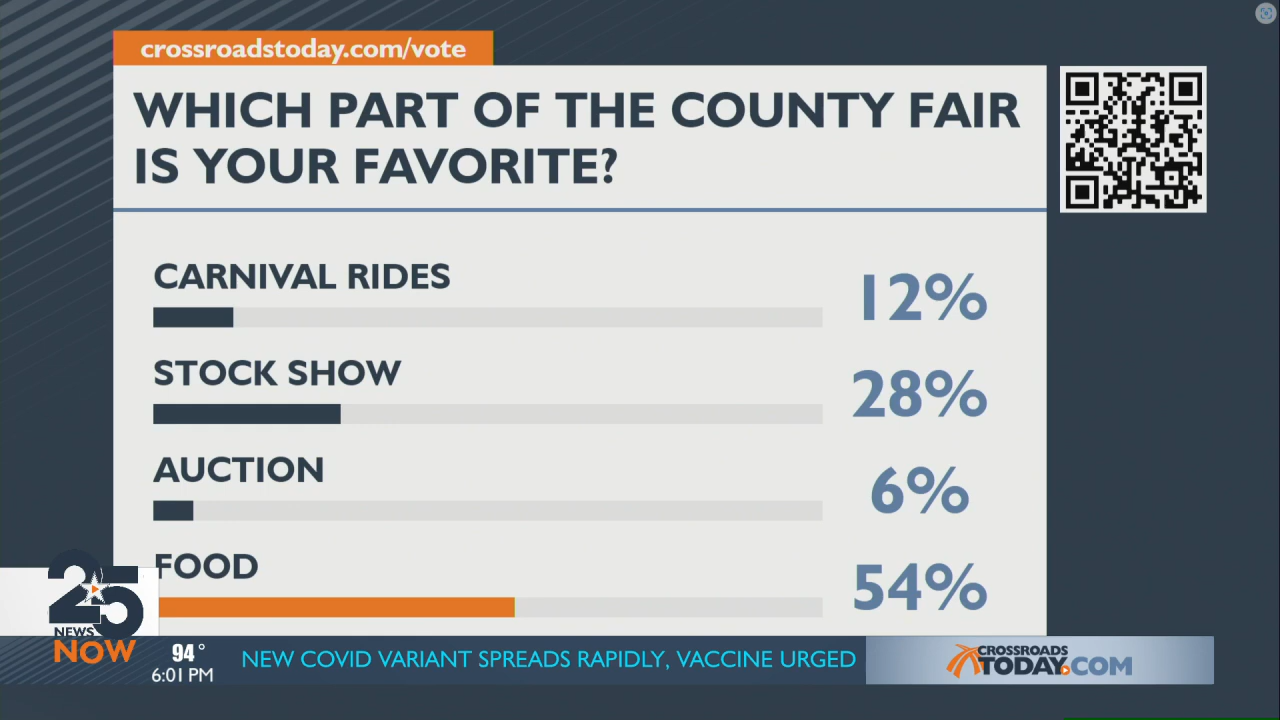 crossroadstoday.com/vote
WHICH PART OF THE COUNTY FAIR
IS YOUR FAVORITE?
CARNIVAL RIDES
12%
STOCK SHOW
28%
AUCTION
6%
FOOD
54%
25
NEWS
NOW
94°
6:01 PM
NEW COVID VARIANT SPREADS RAPIDLY, VACCINE URGED
CROSSROADS
TODAY.COM